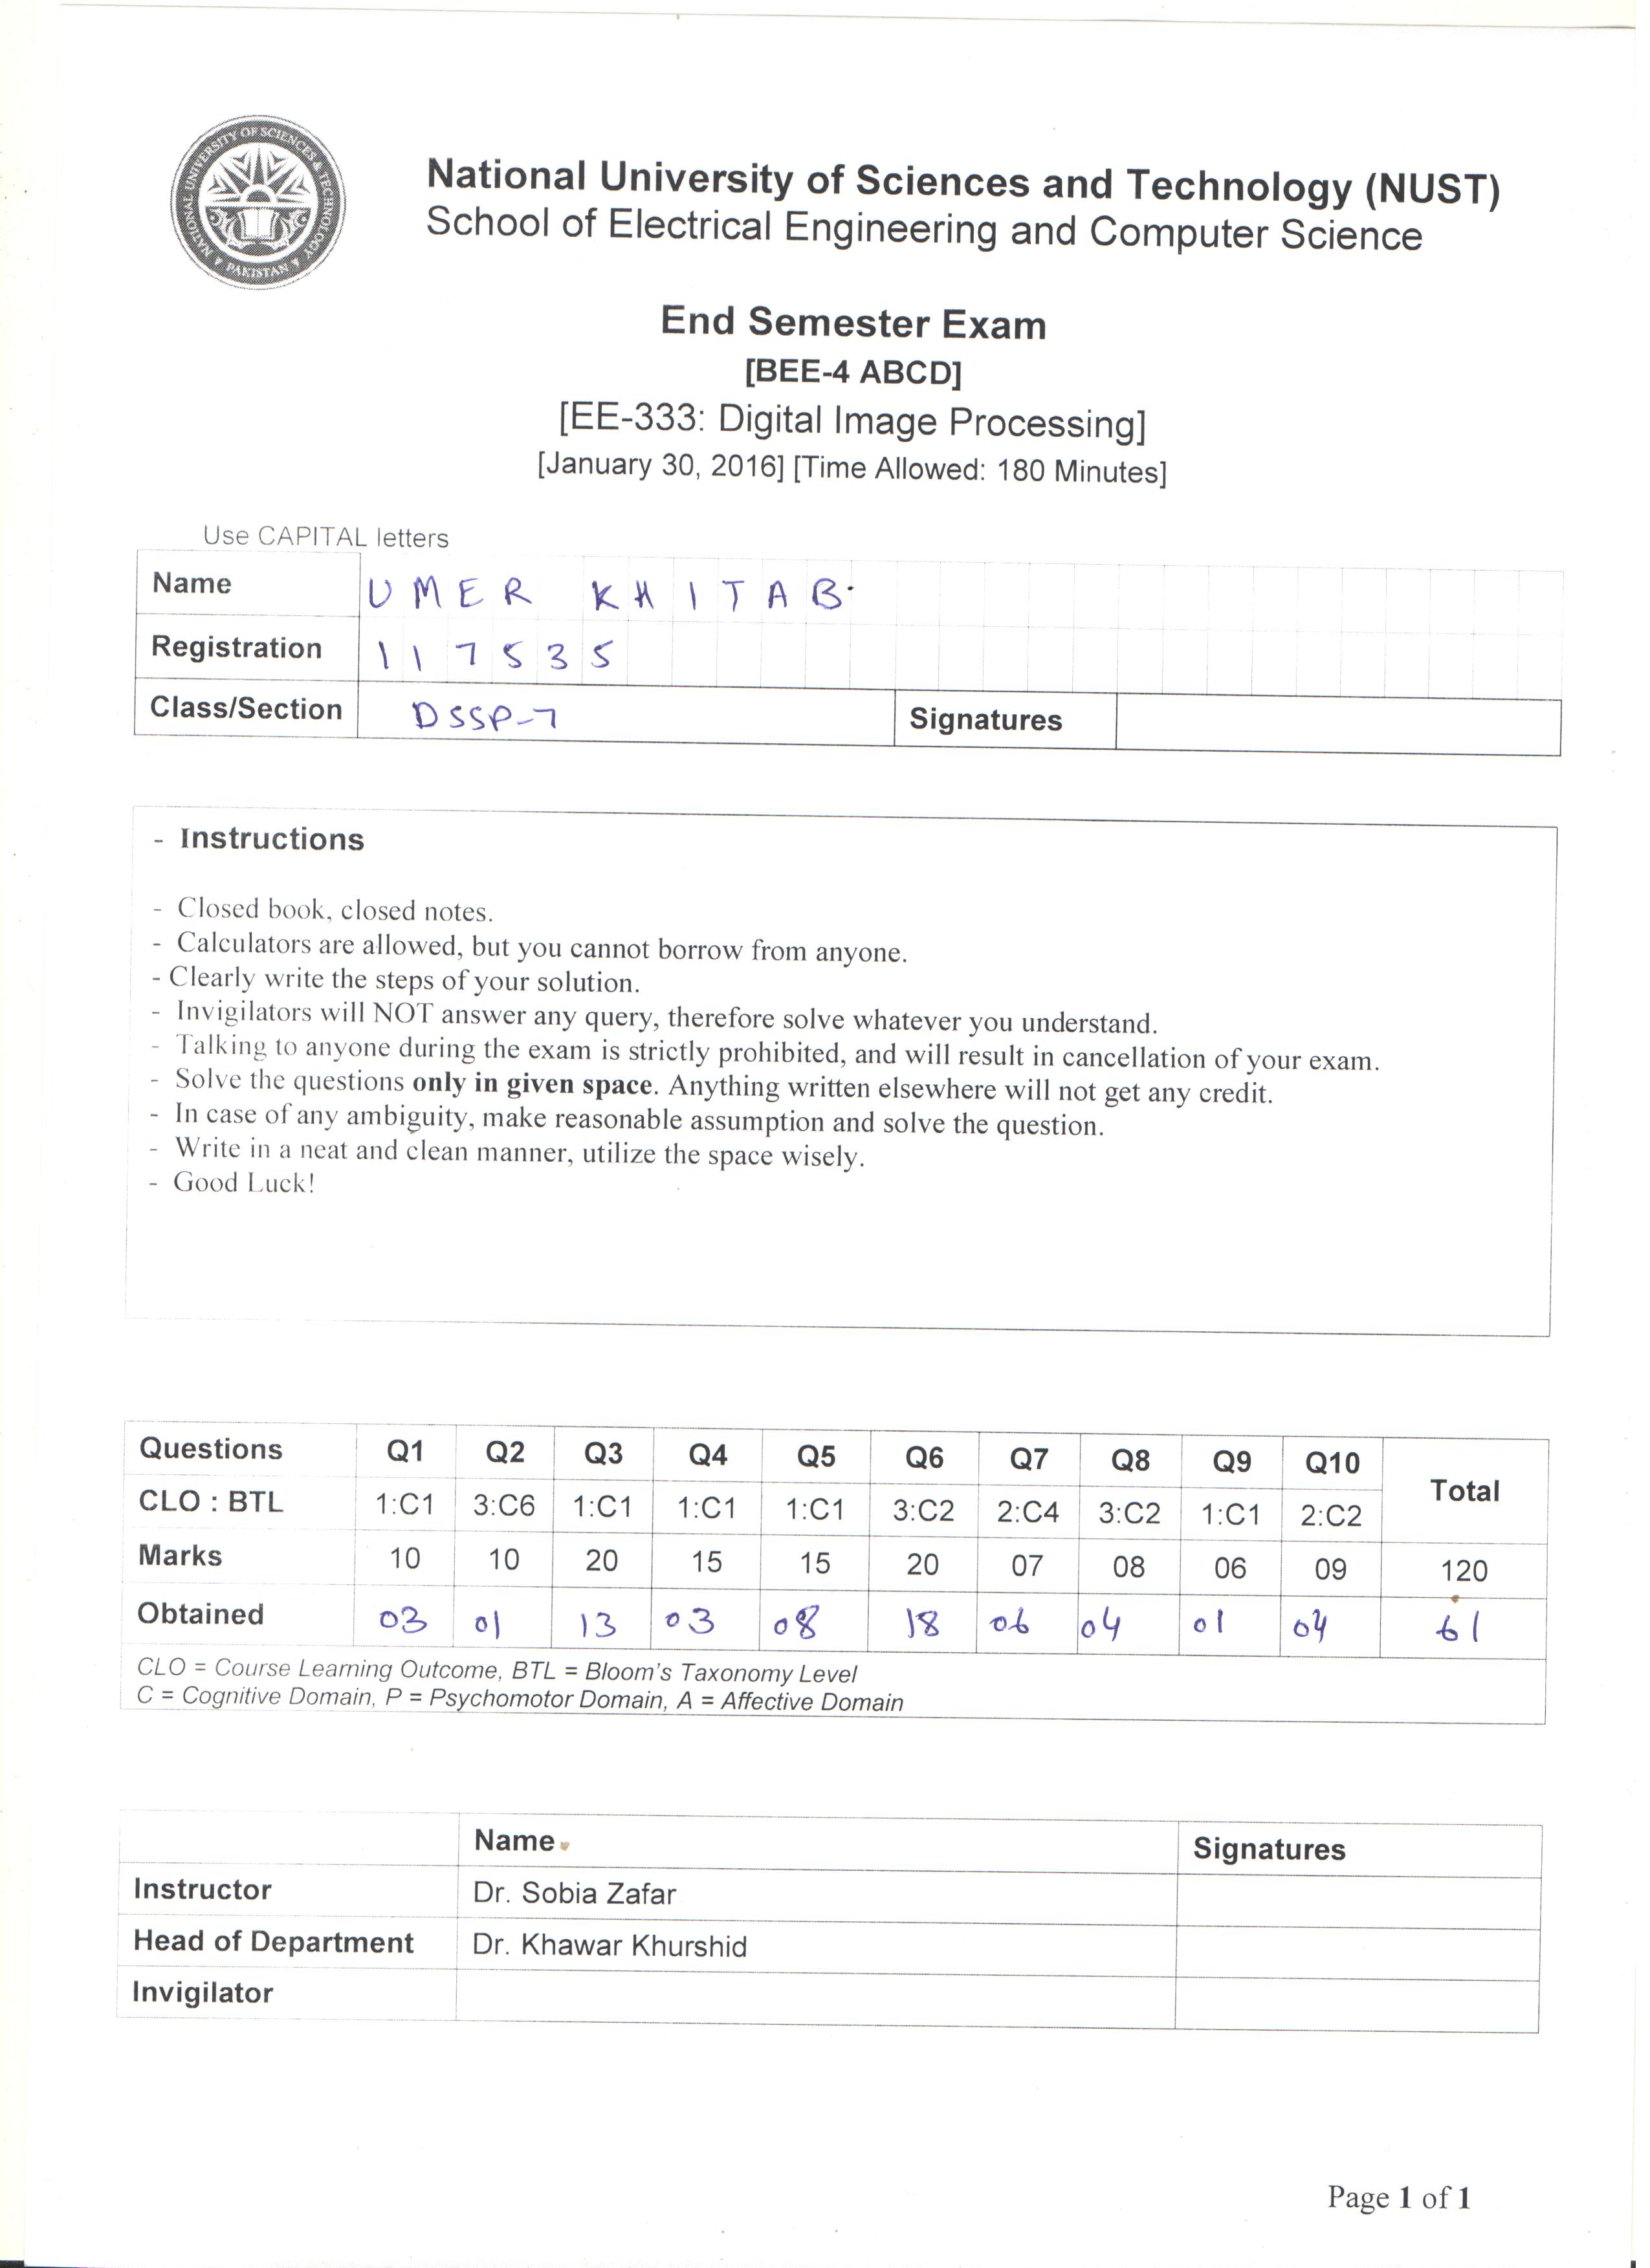 NATIONAL UNIVERSITY OF SCIENCES & TECHNOLOGY
PAKISTAN
National University of Sciences and Technology (NUST)
School of Electrical Engineering and Computer Science
End Semester Exam
[BEE-4 ABCD]
[EE-333: Digital Image Processing]
[January 30, 2016] [Time Allowed: 180 Minutes]
Use CAPITAL letters
Name UMER KHITAB
Registration 117535
Class/Section DSSP-7 Signatures
- Instructions
- Closed book, closed notes.
- Calculators are allowed, but you cannot borrow from anyone.
- Clearly write the steps of your solution.
- Invigilators will NOT answer any query, therefore solve whatever you understand.
- Talking to anyone during the exam is strictly prohibited, and will result in cancellation of your exam.
- Solve the questions only in given space. Anything written elsewhere will not get any credit.
- In case of any ambiguity, make reasonable assumption and solve the question.
- Write in a neat and clean manner, utilize the space wisely.
- Good Luck!
Questions Q1 Q2 Q3 Q4 Q5 Q6 Q7 Q8 Q9 Q10 Total
CLO : BTL 1:C1 3:C6 1:C1 1:C1 1:C1 3:C2 2:C4 3:C2 1:C1 2:C2
Marks 10 10 20 15 15 20 07 08 06 09 120
Obtained 03 01 13 03 08 18 06 04 01 04 61
CLO = Course Learning Outcome, BTL = Bloom's Taxonomy Level
C = Cognitive Domain, P = Psychomotor Domain, A = Affective Domain
Name Signatures
Instructor Dr. Sobia Zafar
Head of Department Dr. Khawar Khurshid
Invigilator
Page 1 of 1